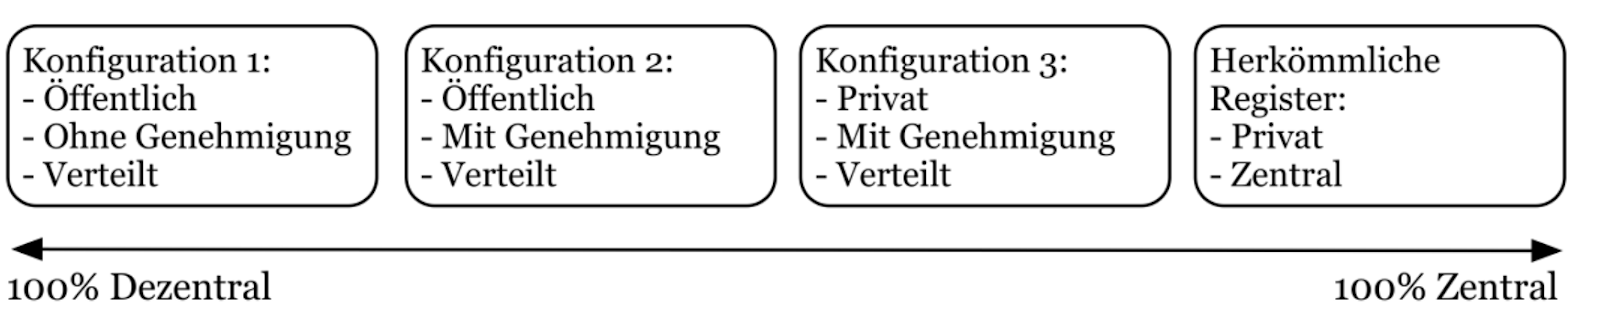 Konfiguration 1:
- Öffentlich
- Ohne Genehmigung
- Verteilt
Konfiguration 2:
- Öffentlich
- Mit Genehmigung
- Verteilt
Konfiguration 3:
- Privat
- Mit Genehmigung
- Verteilt
Herkömmliche
Register:
- Privat
- Zentral
100% Dezentral
100% Zentral